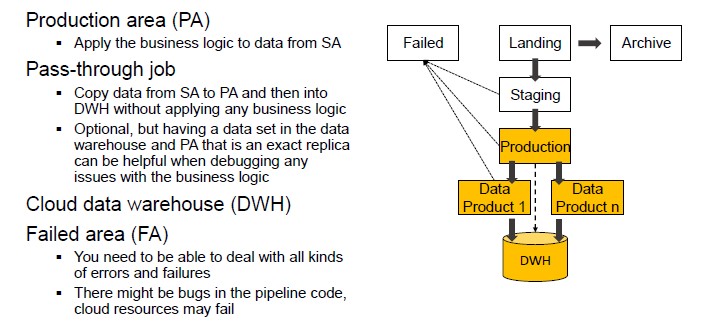 Production area (PA)
▪ Apply the business logic to data from SA
Pass-through job
▪ Copy data from SA to PA and then into
DWH without applying any business logic
▪ Optional, but having a data set in the data
warehouse and PA that is an exact replica
can be helpful when debugging any
issues with the business logic
Cloud data warehouse (DWH)
Failed area (FA)
▪ You need to be able to deal with all kinds
of errors and failures
▪ There might be bugs in the pipeline code,
cloud resources may fail
Failed
Landing
Archive
Staging
Production
Data
Product 1
Data
Product n
DWH